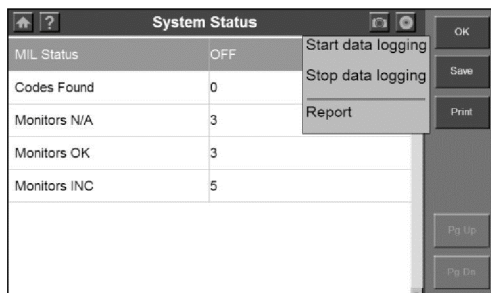 ?
System Status
MIL Status OFF
Codes Found 0
Monitors N/A 3
Monitors OK 3
Monitors INC 5
Start data logging
Stop data logging
Report
OK
Save
Print
Pg Up
Pg Dn